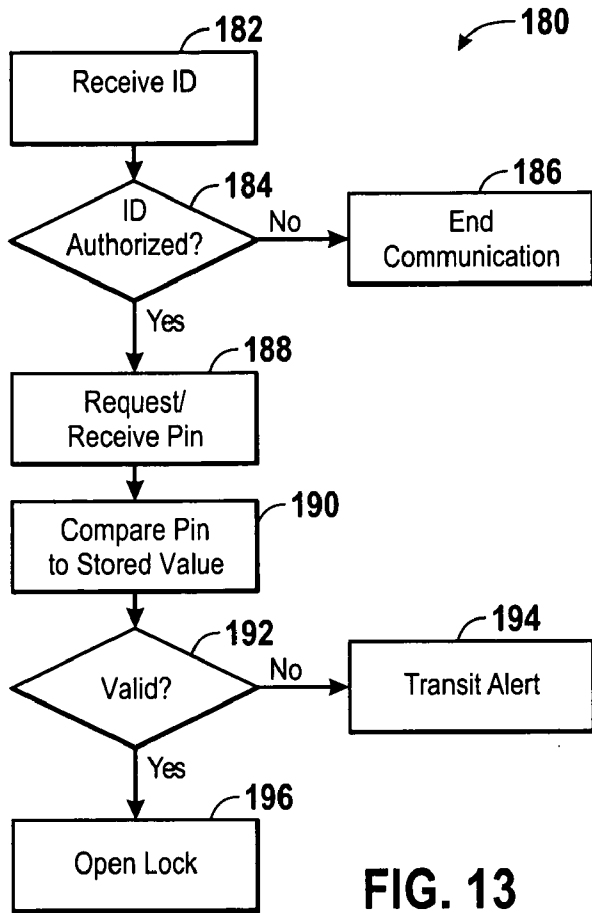 182
180
Receive ID
184
186
ID
Authorized?
No
End
Communication
Yes
188
Request/
Receive Pin
190
Compare Pin
to Stored Value
192
194
Valid?
No
Transit Alert
Yes
196
Open Lock
FIG. 13